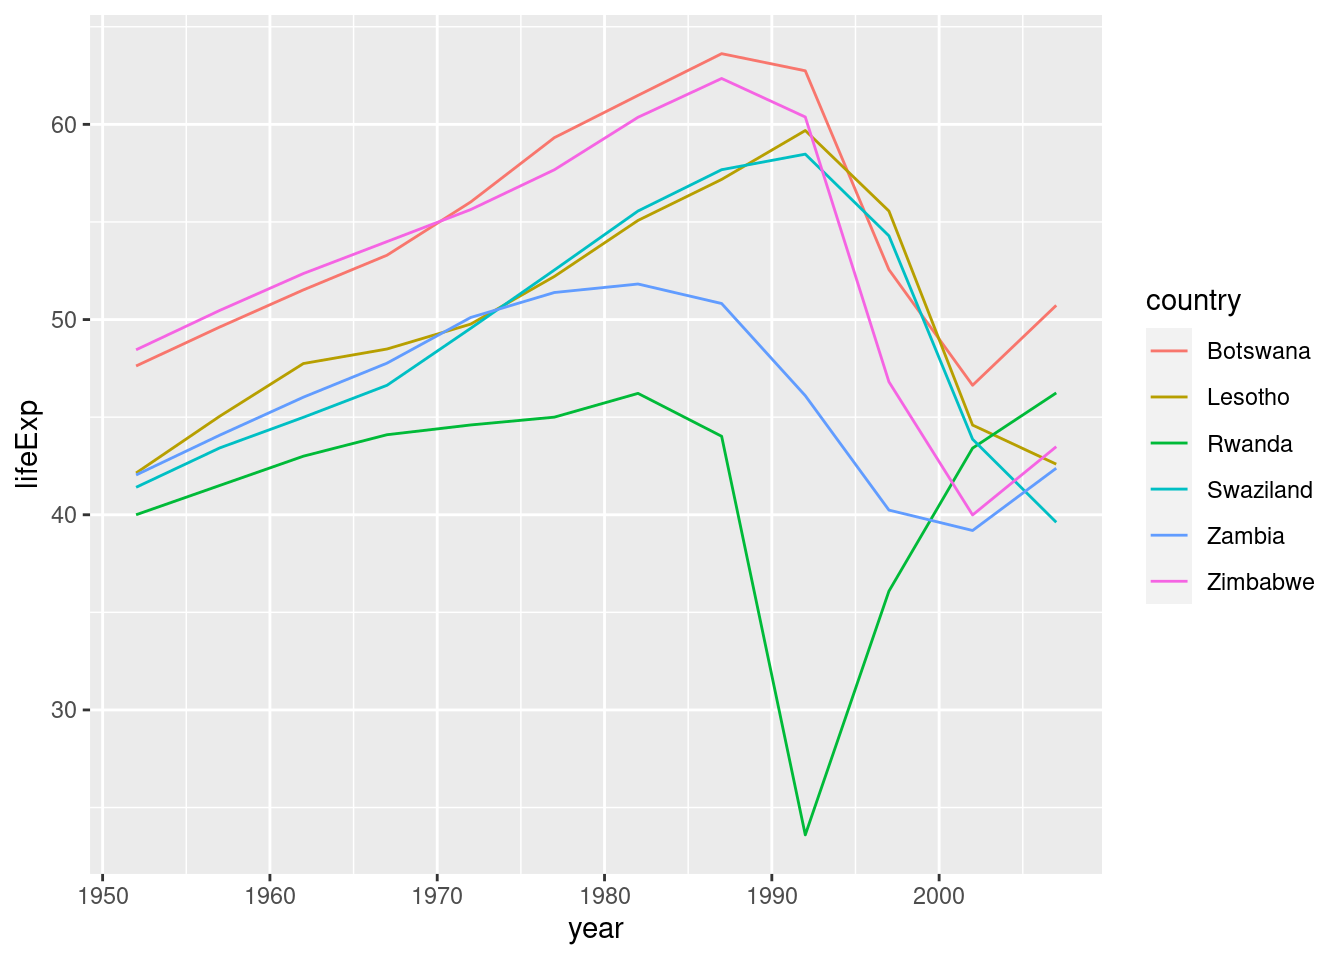 60
50
40
30
lifeExp
1950 1960 1970 1980 1990 2000
year
country
Botswana
Lesotho
Rwanda
Swaziland
Zambia
Zimbabwe